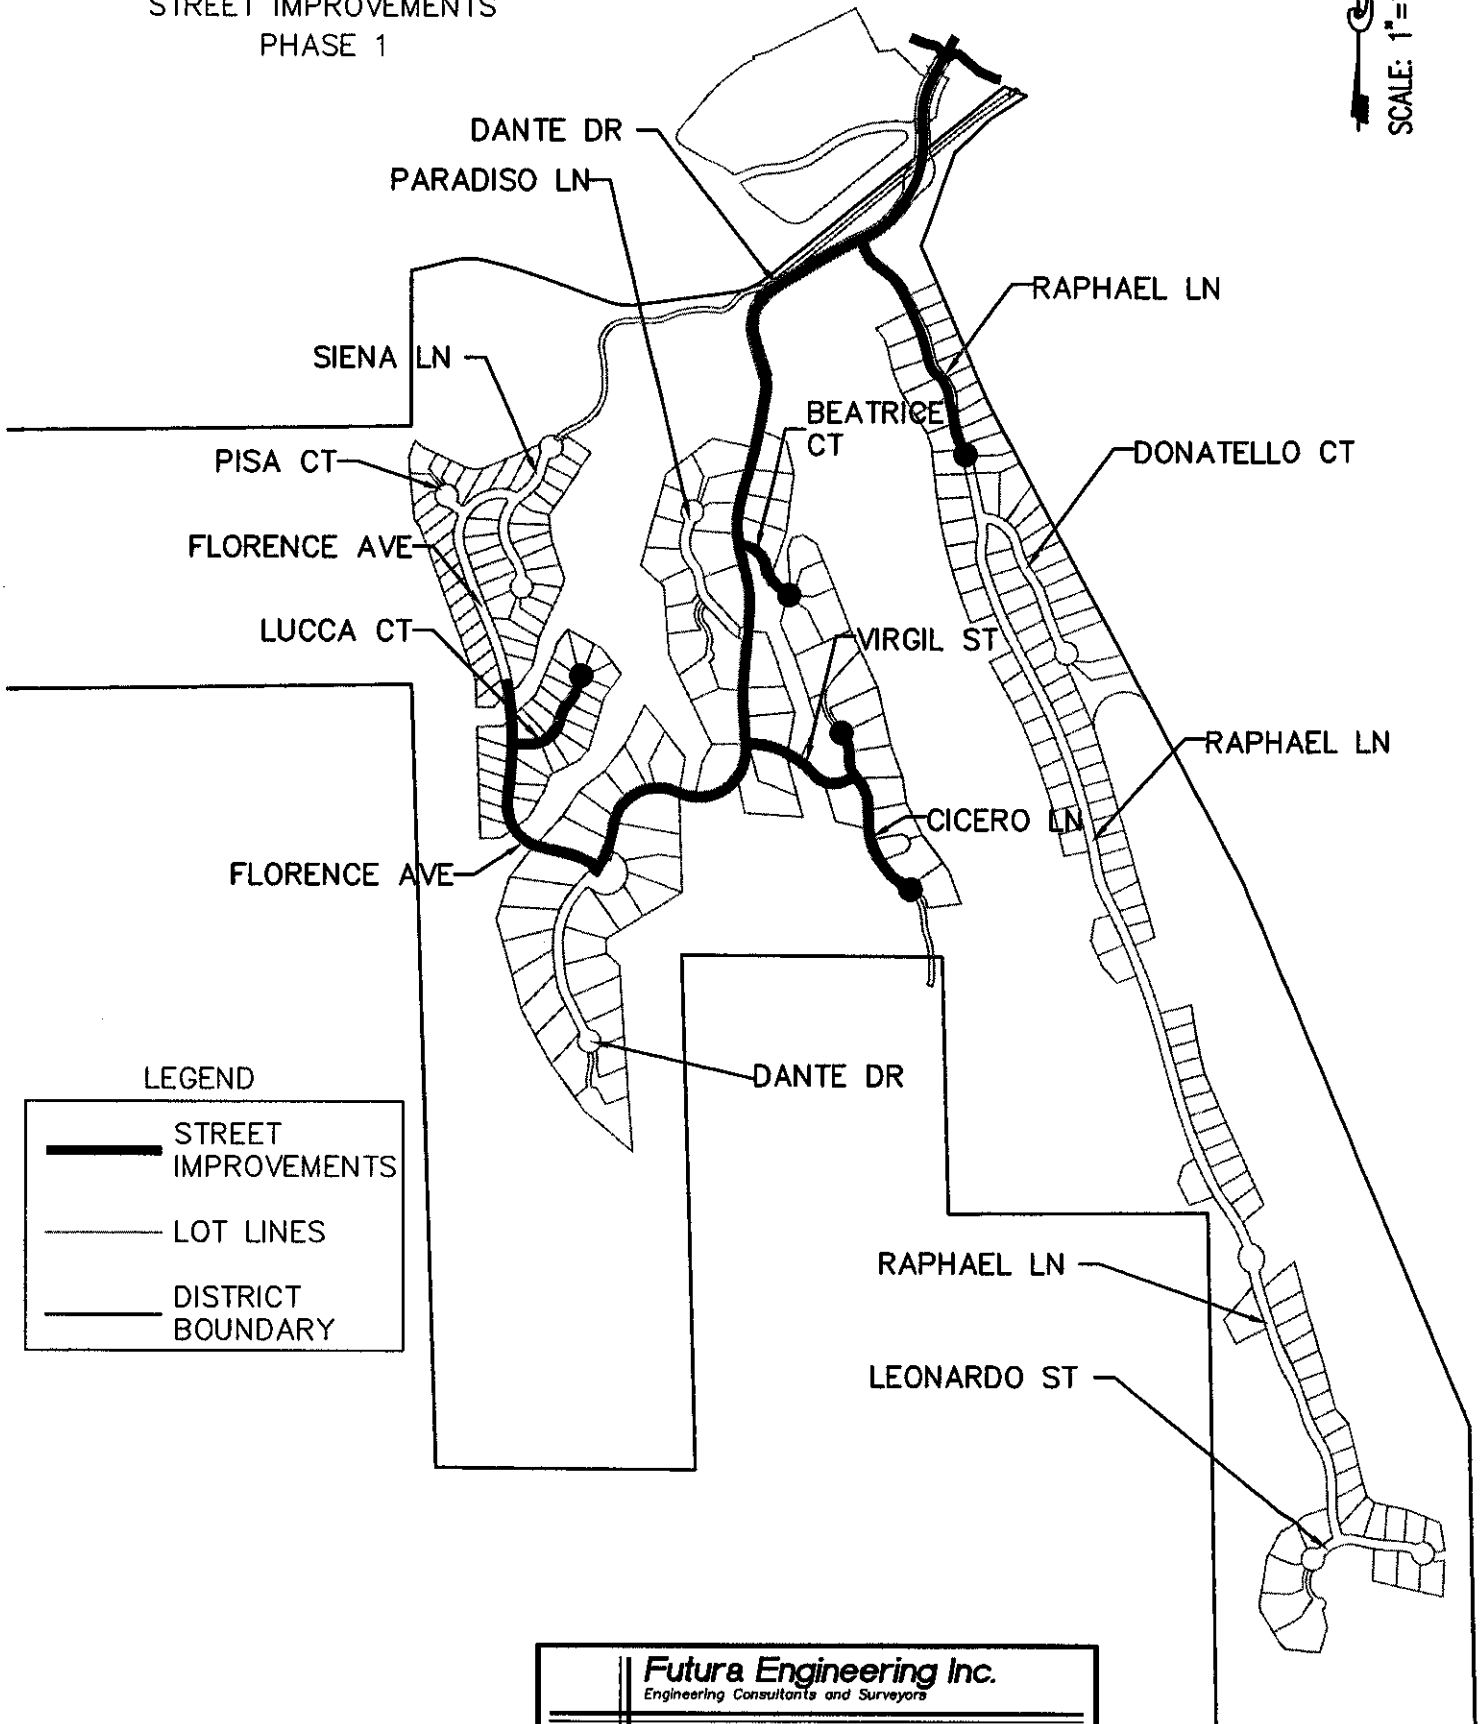 STREET IMPROVEMENTS
PHASE 1
SCALE: 1"=
DANTE DR
PARADISO LN
RAPHAEL LN
SIENA LN
BEATRICE
CT
PISA CT
DONATELLO CT
FLORENCE AVE
LUCCA CT
VIRGIL ST
RAPHAEL LN
CICERO LN
FLORENCE AVE
DANTE DR
LEGEND
STREET
IMPROVEMENTS
LOT LINES
DISTRICT
BOUNDARY
RAPHAEL LN
LEONARDO ST
Futura Engineering Inc.
Engineering Consultants and Surveyors